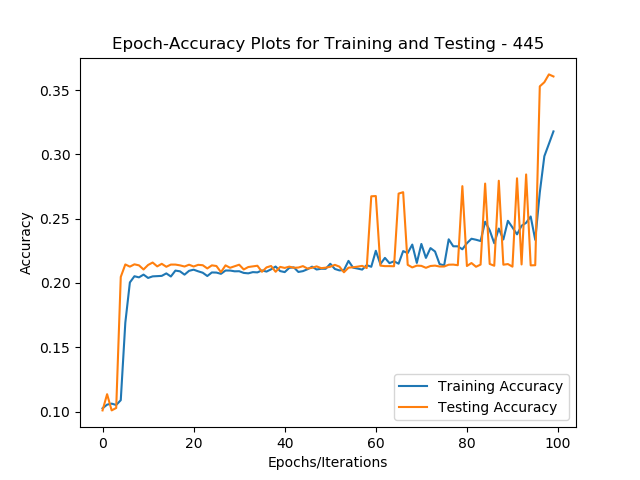 Epoch-Accuracy Plots for Training and Testing - 445
0.35
0.30
0.25
0.20
0.15
0.10
Accuracy
0 20 40 60 80 100
Epochs/Iterations
Training Accuracy
Testing Accuracy